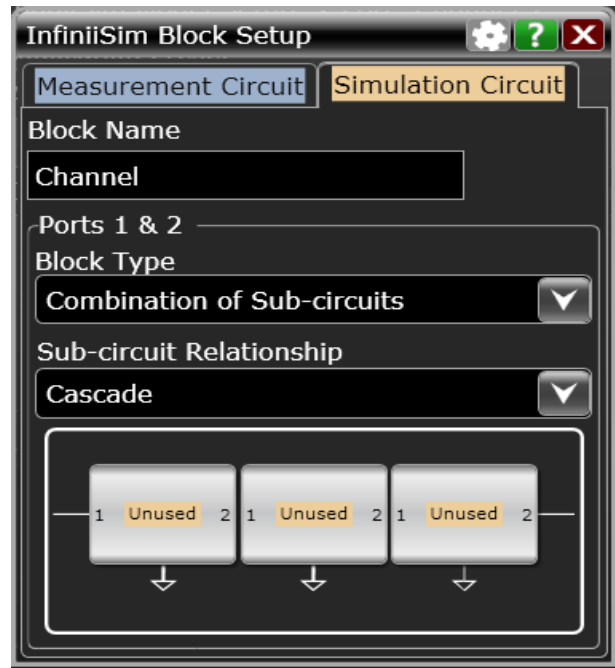 InfiniiSim Block Setup ?
Measurement Circuit Simulation Circuit
Block Name
Channel
Ports 1 & 2
Block Type
Combination of Sub-circuits
Sub-circuit Relationship
Cascade
1 Unused 2 1 Unused 2 1 Unused 2